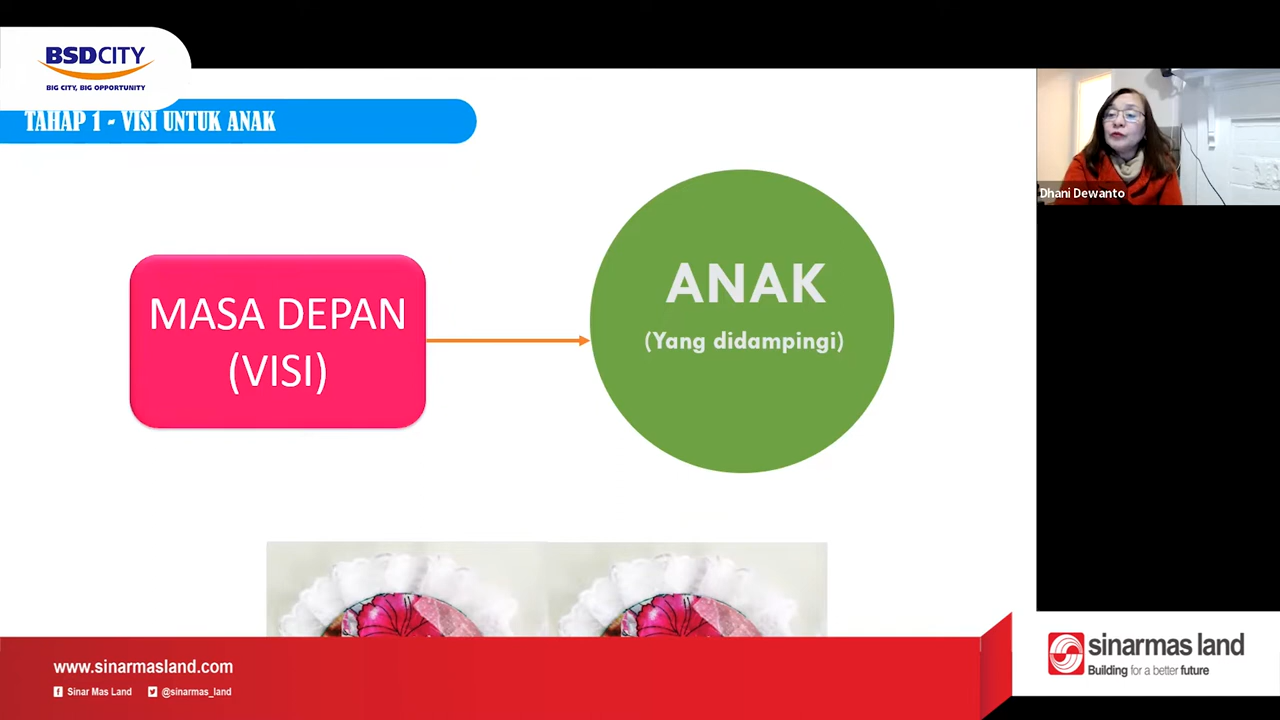 BSDCITY
BIG CITY, BIG OPPORTUNITY
TAHAP 1 - VISI UNTUK ANAK
MASA DEPAN
(VISI)
ANAK
(Yang didampingi)
Dhani Dewanto
www.sinarmasland.com
Sinar Mas Land
@sinarmas_land
sinarmas land
Building for a better future